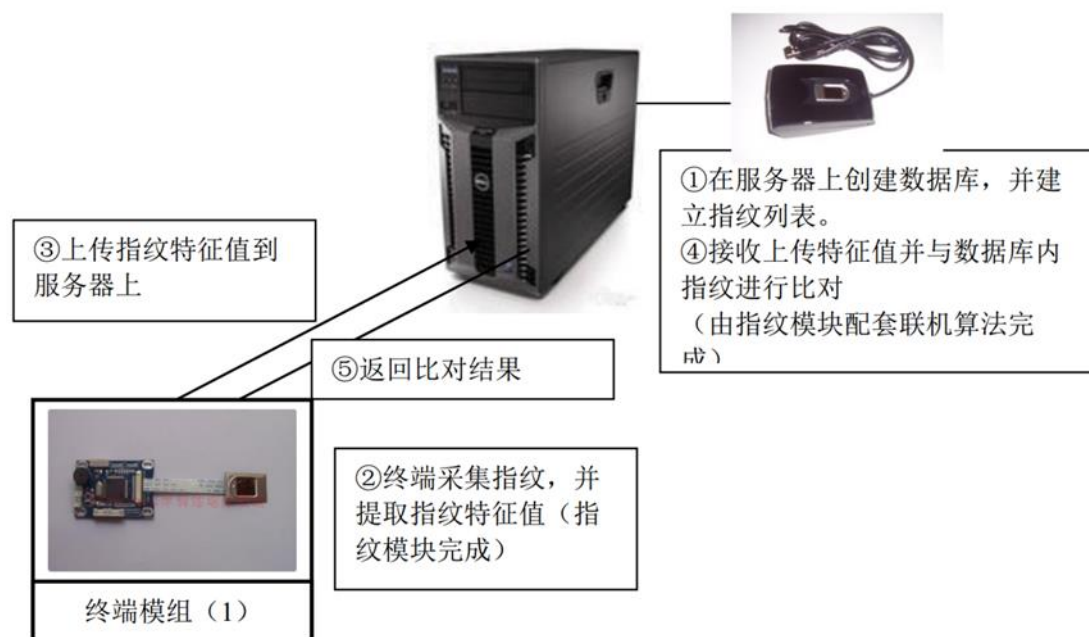 ①在服务器上创建数据库，并建
立指纹列表。
④接收上传特征值并与数据库内
指纹进行比对
（由指纹模块配套联机算法完
成）
③上传指纹特征值到
服务器上
⑤返回比对结果
②终端采集指纹，并
提取指纹特征值（指
纹模块完成）
终端模组（1）